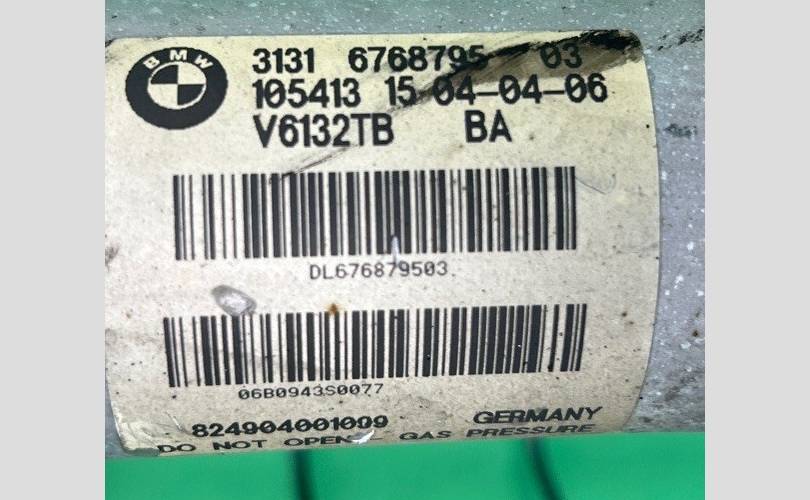 BMW
3131 6768795 03
105413 15 04-04-06
V6132TB BA
DL676879503
06B0943S0077
824904001099 GERMANY
DO NOT OPEN - GAS PRESSURE